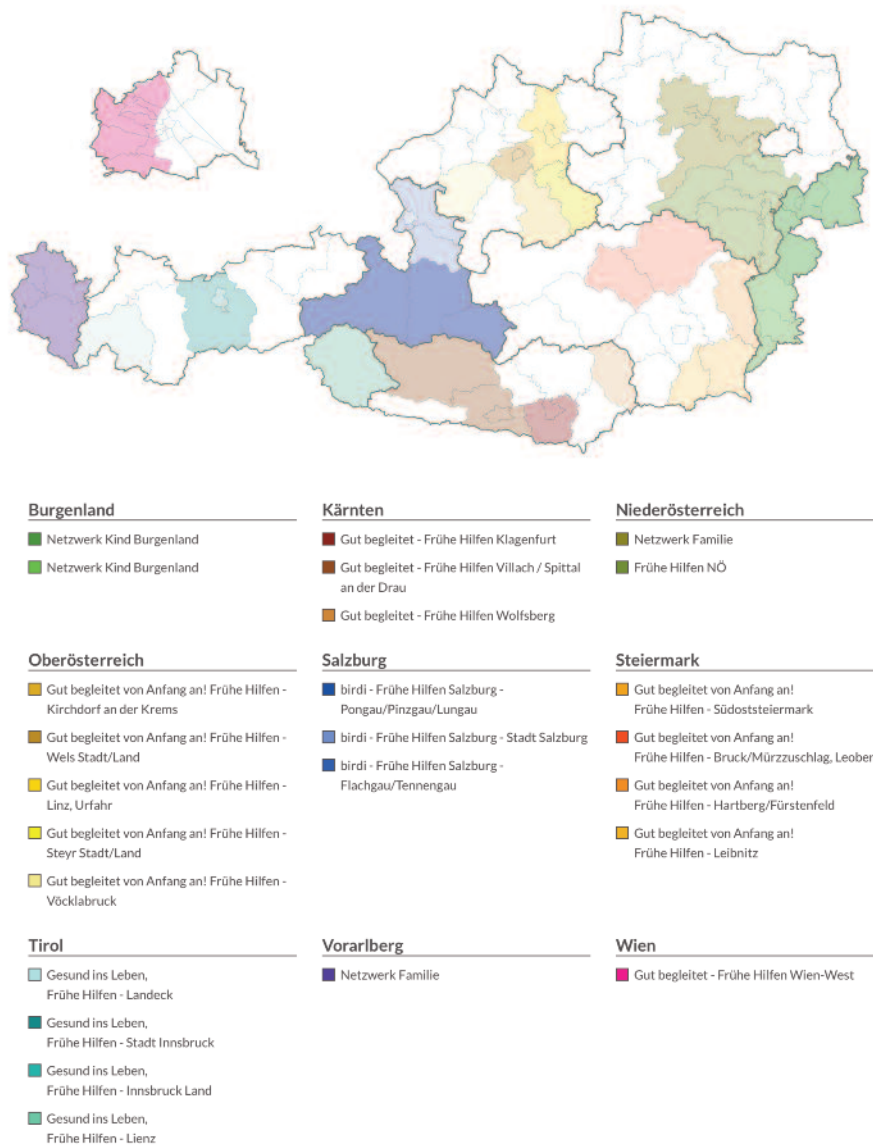 Burgenland
Netzwerk Kind Burgenland
Netzwerk Kind Burgenland
Kärnten
Gut begleitet - Frühe Hilfen Klagenfurt
Gut begleitet - Frühe Hilfen Villach / Spittal
an der Drau
Gut begleitet - Frühe Hilfen Wolfsberg
Niederösterreich
Netzwerk Familie
Frühe Hilfen NÖ
Oberösterreich
Gut begleitet von Anfang an! Frühe Hilfen -
Kirchdorf an der Krems
Gut begleitet von Anfang an! Frühe Hilfen -
Wels Stadt/Land
Gut begleitet von Anfang an! Frühe Hilfen -
Linz, Urfahr
Gut begleitet von Anfang an! Frühe Hilfen -
Steyr Stadt/Land
Gut begleitet von Anfang an! Frühe Hilfen -
Vöcklabruck
Salzburg
birdi - Frühe Hilfen Salzburg -
Pongau/Pinzgau/Lungau
birdi - Frühe Hilfen Salzburg - Stadt Salzburg
birdi - Frühe Hilfen Salzburg -
Flachgau/Tennengau
Steiermark
Gut begleitet von Anfang an!
Frühe Hilfen - Südoststeiermark
Gut begleitet von Anfang an!
Frühe Hilfen - Bruck/Mürzzuschlag, Leoben
Gut begleitet von Anfang an!
Frühe Hilfen - Hartberg/Fürstenfeld
Gut begleitet von Anfang an!
Frühe Hilfen - Leibnitz
Tirol
Gesund ins Leben,
Frühe Hilfen - Landeck
Gesund ins Leben,
Frühe Hilfen - Stadt Innsbruck
Gesund ins Leben,
Frühe Hilfen - Innsbruck Land
Gesund ins Leben,
Frühe Hilfen - Lienz
Vorarlberg
Netzwerk Familie
Wien
Gut begleitet - Frühe Hilfen Wien-West